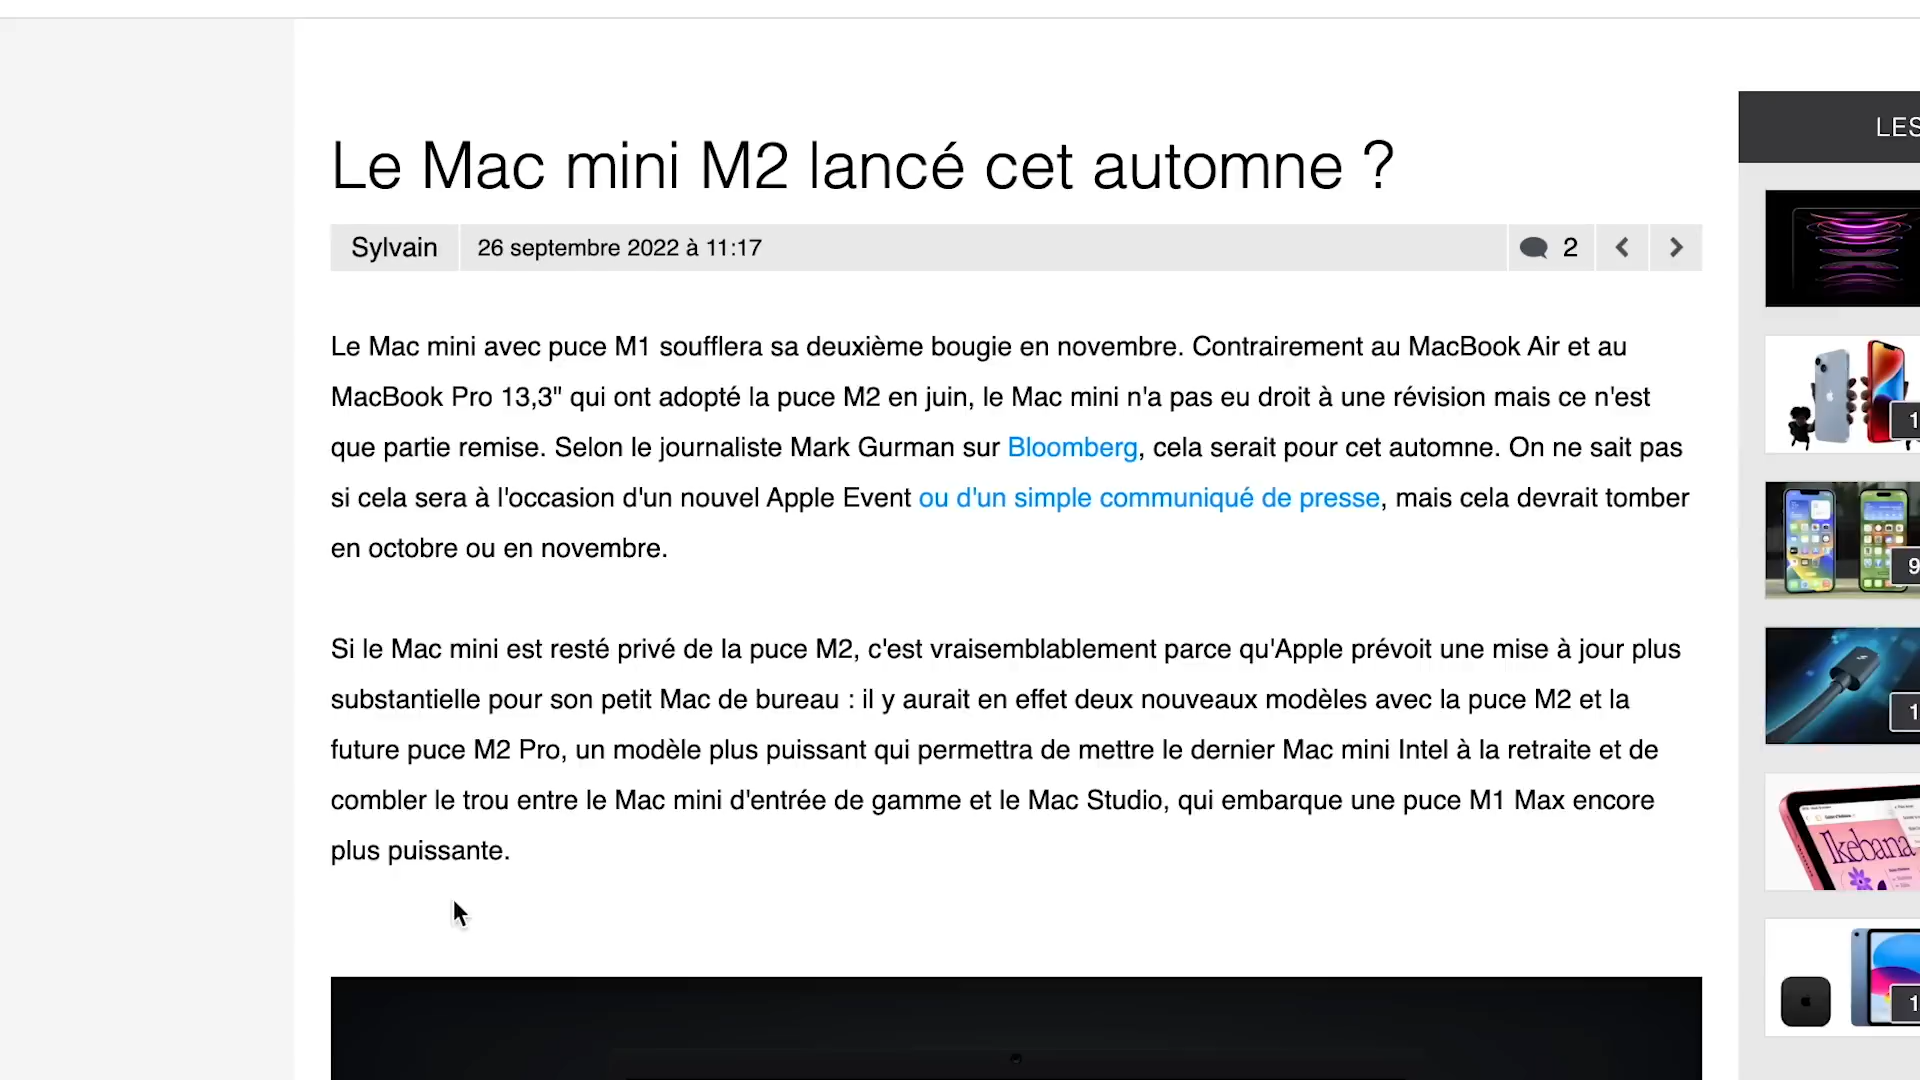 LES
Le Mac mini M2 lancé cet automne ?
Sylvain
26 septembre 2022 à 11:17
2
Le Mac mini avec puce M1 soufflera sa deuxième bougie en novembre. Contrairement au MacBook Air et au
MacBook Pro 13,3" qui ont adopté la puce M2 en juin, le Mac mini n'a pas eu droit à une révision mais ce n'est
que partie remise. Selon le journaliste Mark Gurman sur Bloomberg, cela serait pour cet automne. On ne sait pas
si cela sera à l'occasion d'un nouvel Apple Event ou d'un simple communiqué de presse, mais cela devrait tomber
en octobre ou en novembre.
Si le Mac mini est resté privé de la puce M2, c'est vraisemblablement parce qu'Apple prévoit une mise à jour plus
substantielle pour son petit Mac de bureau : il y aurait en effet deux nouveaux modèles avec la puce M2 et la
future puce M2 Pro, un modèle plus puissant qui permettra de mettre le dernier Mac mini Intel à la retraite et de
combler le trou entre le Mac mini d'entrée de gamme et le Mac Studio, qui embarque une puce M1 Max encore
plus puissante.
1
9
1
Ikebana
1